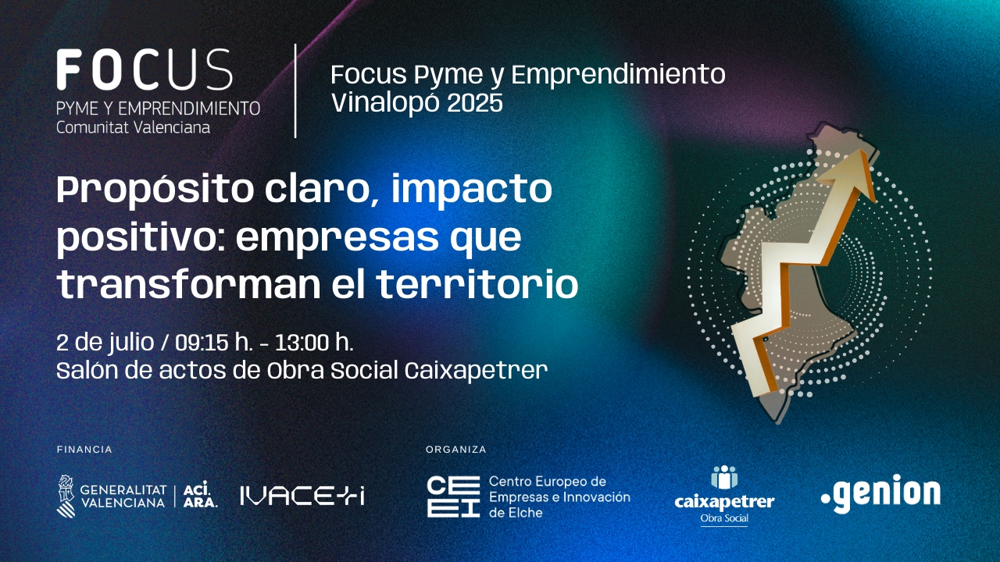 FOCUS
PYME Y EMPRENDIMIENTO
Comunitat Valenciana
Focus Pyme y Emprendimiento
Vinalopó 2025
Propósito claro, impacto
positivo: empresas que
transforman el territorio
2 de julio / 09:15 h. - 13:00 h.
Salón de actos de Obra Social Caixapetrer
FINANCIA
GENERALITAT
VALENCIANA
ACÍ.
ARA.
IVACE+i
ORGANIZA
CEEI
Centro Europeo de
Empresas e Innovación
de Elche
caixapetrer
Obra Social
.genion